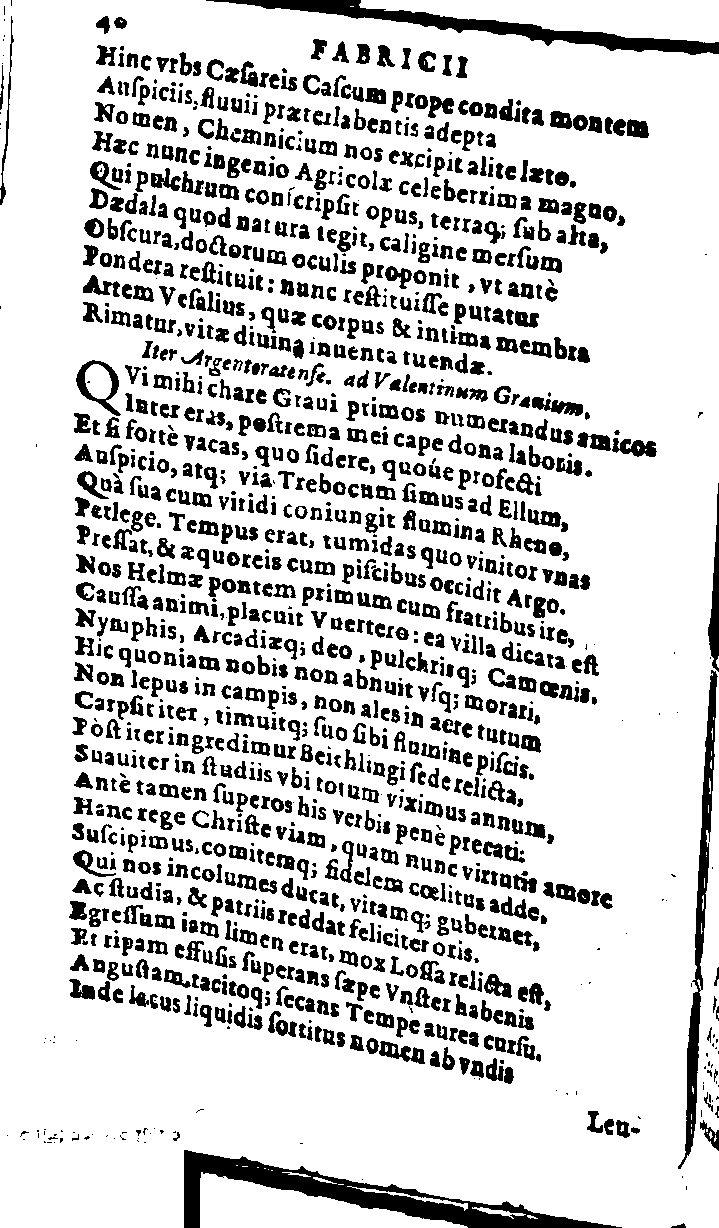 40
FABRICII
Hinc vrbs Cæſareis Caſcum prope condita montem
Auſpiciis, fluuii præterlabentis adepta
Nomen, Chemnicium nos excipit alite læto.
Hæc nunc ingenio Agricolæ celeberrima magno,
Qui pulchrum conſcripſit opus, terraq; ſub alta,
Dædala quod natura tegit, caligine merſum
Obſcura, doctorum oculis proponit, vt antè
Pondera reſtituit: nunc reſtituiſſe putatur
Artem Veſalius, quæ corpus & intima membra
Rimatur, vitæ diuina inuenta tuendæ.
Iter Argentoratenſe. ad Valentinum Grauium.
QVi mihi chare Graui primos numerandus amicos
Inter eras, poſtrema mei cape dona laboris.
Et ſi fortè vacas, quo ſidere, quoúe profecti
Auſpicio, atq; via Trebocum ſimus ad Ellum,
Quà ſua cum viridi coniungit flumina Rheno,
Perlege. Tempus erat, tumidas quo vinitor vnas
Preſſat, & æquoreis cum piſcibus occidit Argo.
Nos Helmæ pontem primum cum fratribus ire,
Cauſſa animi, placuit Vuertero: ea villa dicata eſt
Nymphis, Arcadiæq; deo, pulchrisq; Camœnis.
Hic quoniam nobis non abnuit vſq; morari,
Non lepus in campis, non ales in aere tutum
Carpſit iter, timuitq; ſuo ſibi flumine piſcis.
Pòſt iter ingredimur Beichlingi ſede relicta,
Suauiter in ſtudiis vbi totum viximus annum,
Antè tamen ſuperos his verbis penè precati:
Hanc rege Chriſte viam, quam nunc virtutis amore
Suſcipimus, comitemq; fidelem cœlitus adde,
Qui nos incolumes ducat, vitamq; gubernet,
Ac ſtudia, & patriis reddat feliciter oris.
Egreſſum iam limen erat, mox Loſſa relicta eſt,
Et ripam effuſis ſuperans ſæpe Vnſter habenis
Anguſtam, tacitoq; ſecans Tempè aurea curſu.
Inde lacus liquidis ſortitus nomen ab vndis
Leu-